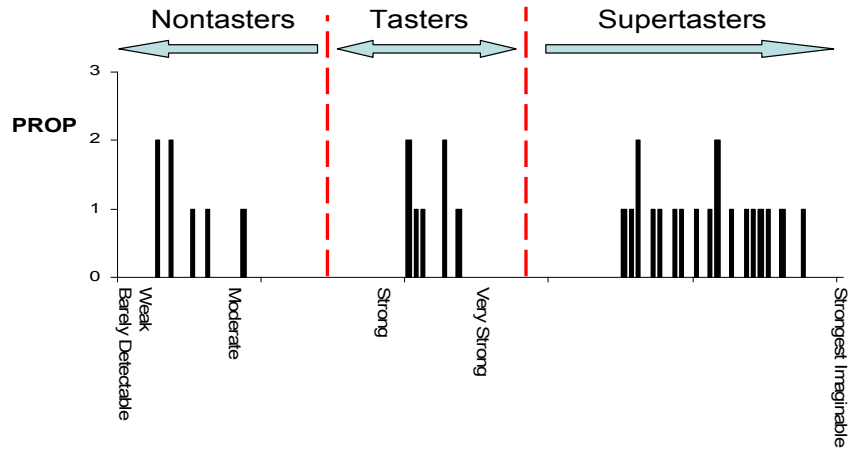 Nontasters Tasters Supertasters
3
PROP
2
1
0
Barely Detectable
Weak
Moderate
Strong
Very Strong
Strongest Imaginable